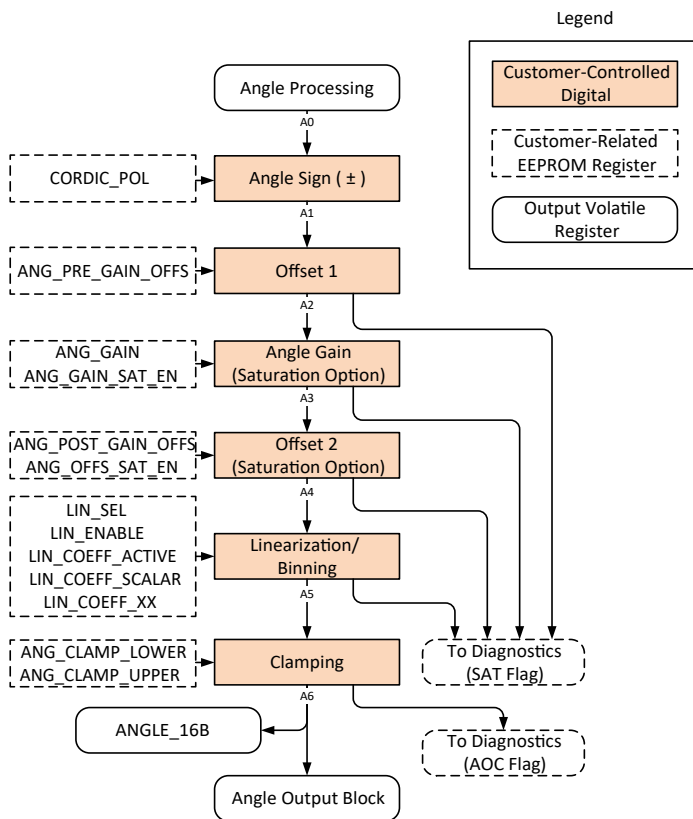 Legend
Customer-Controlled
Digital
Customer-Related
EEPROM Register
Output Volatile
Register
Angle Processing
A0
CORDIC_POL
Angle Sign ( ± )
A1
ANG_PRE_GAIN_OFFS
Offset 1
A2
ANG_GAIN
ANG_GAIN_SAT_EN
Angle Gain
(Saturation Option)
A3
ANG_POST_GAIN_OFFS
ANG_OFFS_SAT_EN
Offset 2
(Saturation Option)
A4
LIN_SEL
LIN_ENABLE
LIN_COEFF_ACTIVE
LIN_COEFF_SCALAR
LIN_COEFF_XX
Linearization/
Binning
A5
ANG_CLAMP_LOWER
ANG_CLAMP_UPPER
Clamping
To Diagnostics
(SAT Flag)
A6
ANGLE_16B
To Diagnostics
(AOC Flag)
Angle Output Block